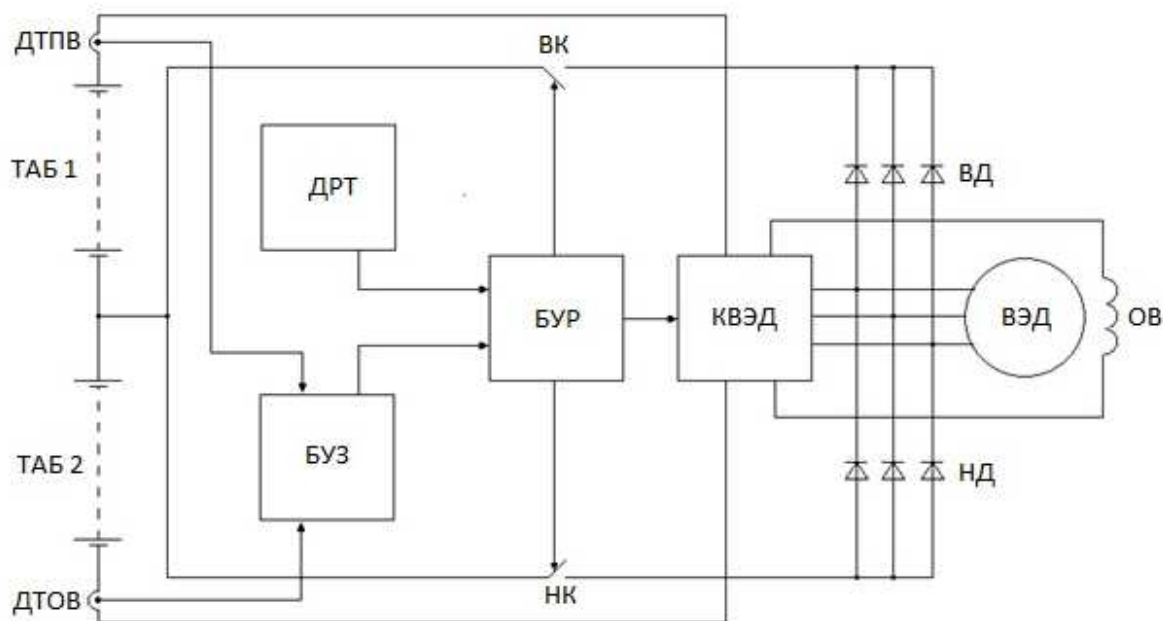 ДТПВ
ВК
ТАБ 1
ДРТ
ВД
БУР
КВЭД
ВЭД
ОВ
ТАБ 2
БУЗ
НД
ДТОВ
НК